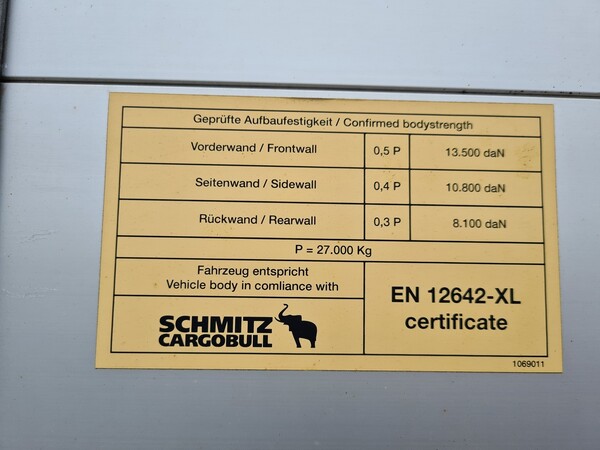 Geprüfte Aufbaufestigkeit / Confirmed bodystrength
Vorderwand / Frontwall 0,5 P 13.500 daN
Seitenwand / Sidewall 0,4 P 10.800 daN
Rückwand / Rearwall 0,3 P 8.100 daN
P = 27.000 Kg
Fahrzeug entspricht
Vehicle body in comliance with
EN 12642-XL
certificate
SCHMITZ
CARGOBULL
1069011